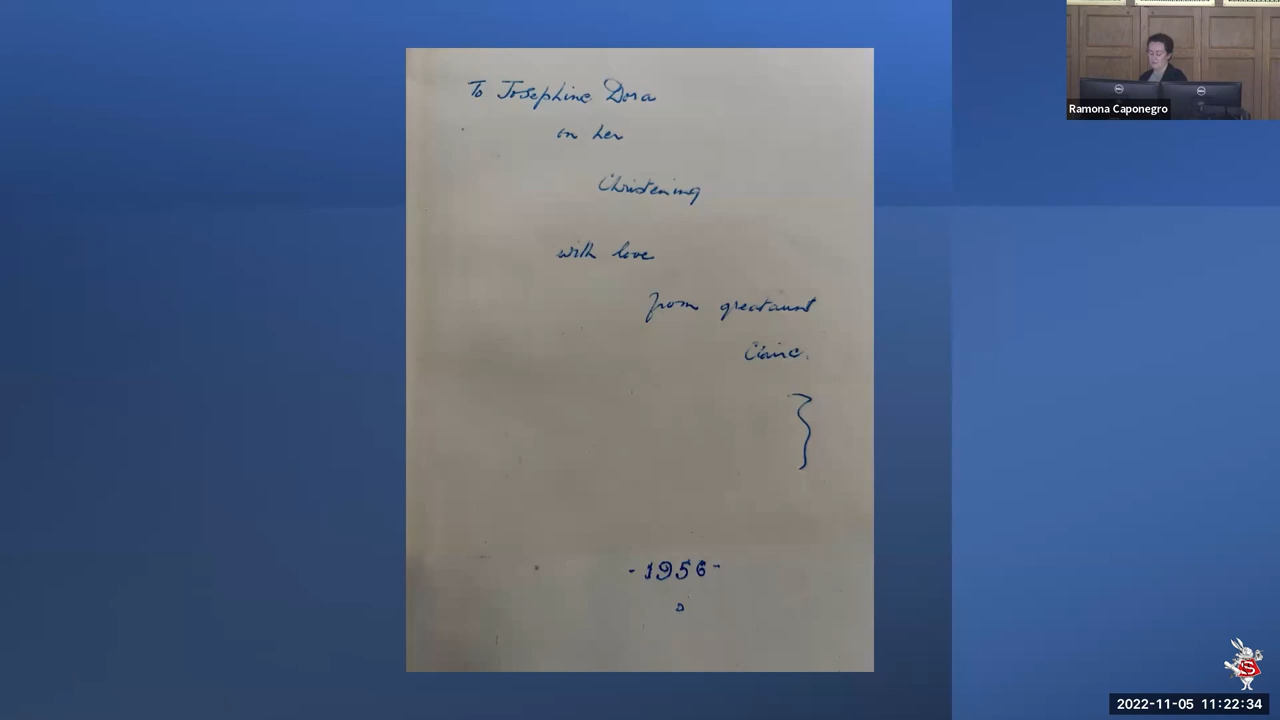 To Josephine Dora
on her
Christening
with love
from greataunt
Claire.
- 1956 -
Ramona Caponegro
2022-11-05 11:22:34